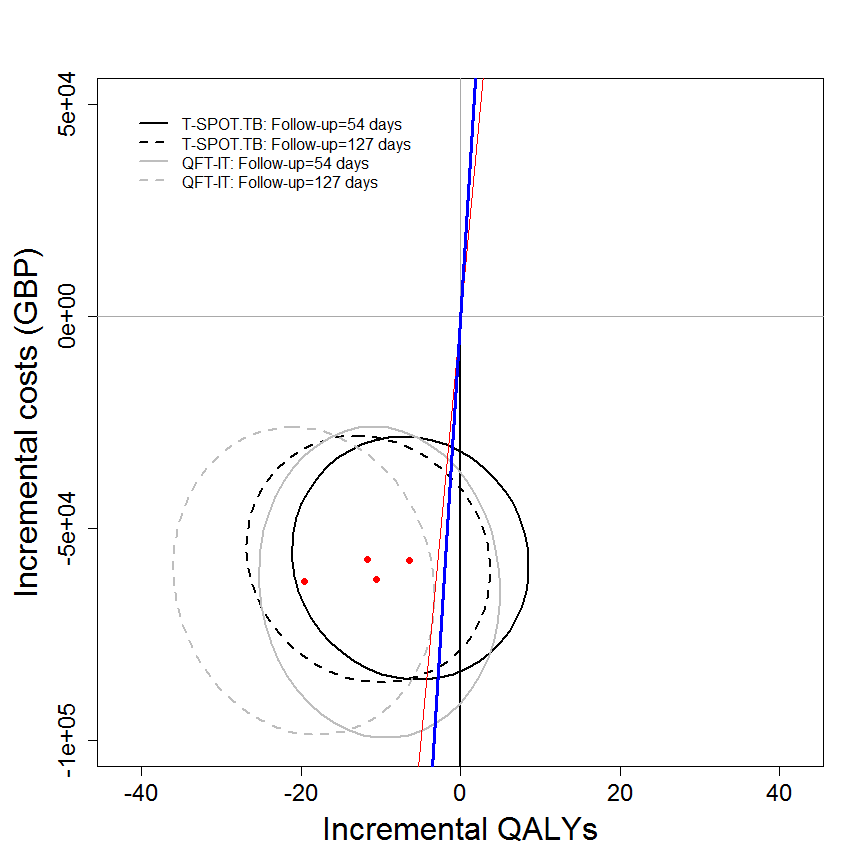 T-SPOT.TB: Follow-up=54 days
T-SPOT.TB: Follow-up=127 days
QFT-IT: Follow-up=54 days
QFT-IT: Follow-up=127 days
Incremental costs (GBP)
5e+04
0e+00
-5e+04
-1e+05
-40 -20 0 20 40
Incremental QALYs